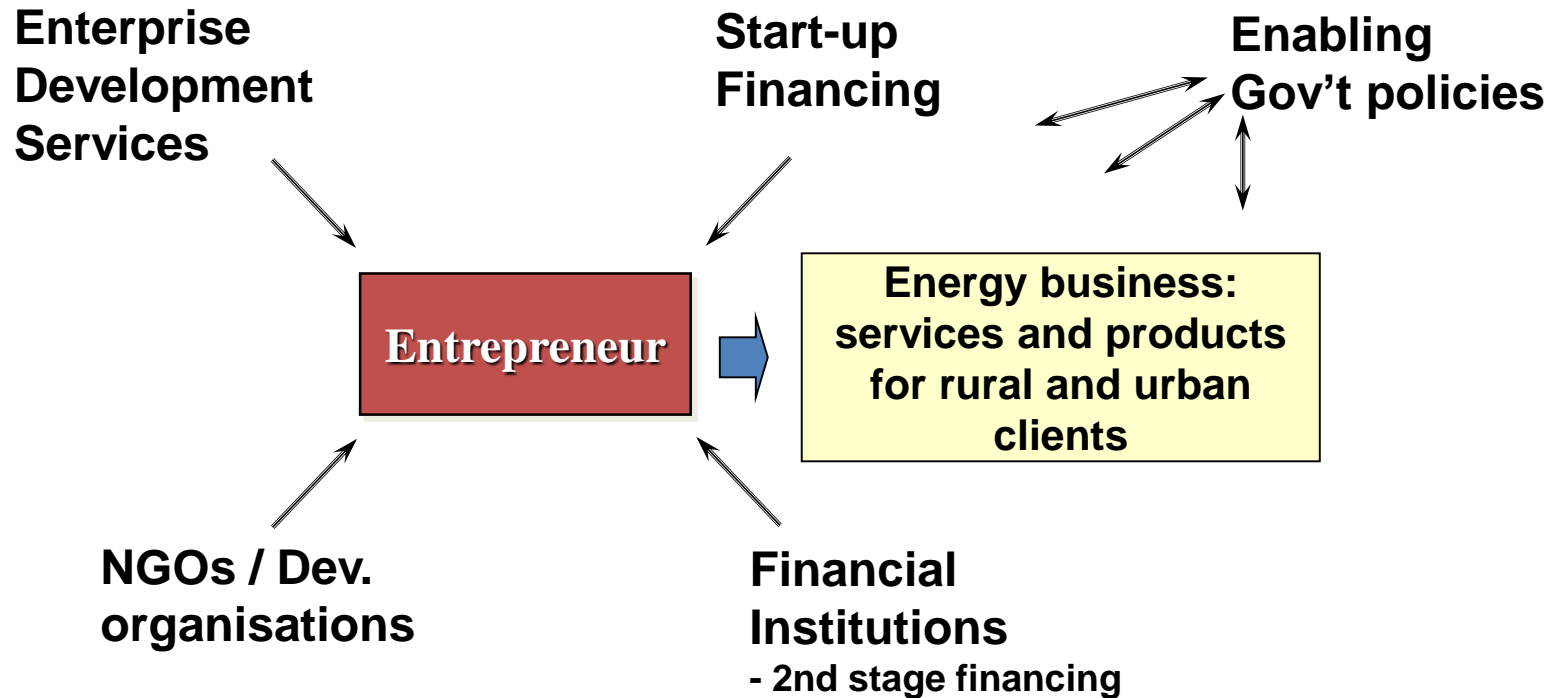 Enterprise
Development
Services
Start-up
Financing
Enabling
Gov’t policies
Entrepreneur
Energy business:
services and products
for rural and urban
clients
NGOs / Dev.
organisations
Financial
Institutions
- 2nd stage financing